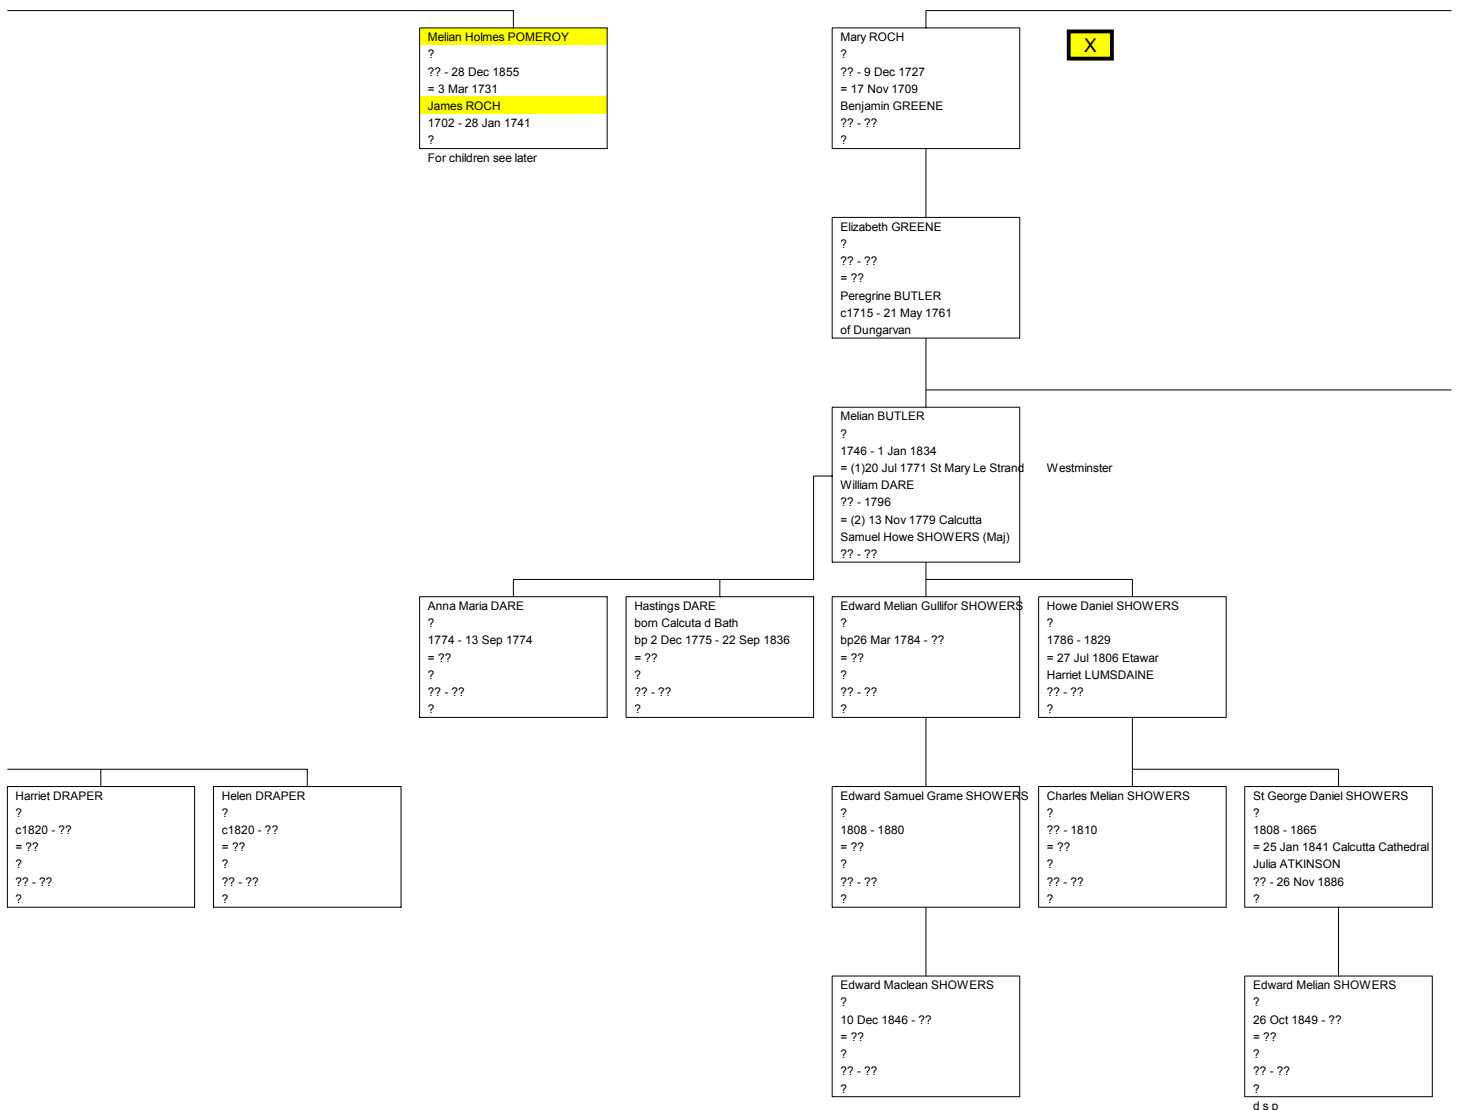 Melian Holmes POMEROY
?
?? - 28 Dec 1855
= 3 Mar 1731
James ROCH
1702 - 28 Jan 1741
?
For children see later
Mary ROCH
?
?? - 9 Dec 1727
= 17 Nov 1709
Benjamin GREENE
?? - ??
?
X
Elizabeth GREENE
?
?? - ??
= ??
Peregrine BUTLER
c1715 - 21 May 1761
of Dungarvan
Melian BUTLER
?
1746 - 1 Jan 1834
= (1)20 Jul 1771 St Mary Le Strand Westminster
William DARE
?? - 1796
= (2) 13 Nov 1779 Calcutta
Samuel Howe SHOWERS (Maj)
?? - ??
Anna Maria DARE
?
1774 - 13 Sep 1774
= ??
?
?? - ??
?
Hastings DARE
born Calcuta d Bath
bp 2 Dec 1775 - 22 Sep 1836
= ??
?
?? - ??
?
Edward Melian Gullifor SHOWERS
?
bp26 Mar 1784 - ??
= ??
?
?? - ??
?
Howe Daniel SHOWERS
?
1786 - 1829
= 27 Jul 1806 Etawar
Harriet LUMSDAINE
?? - ??
?
Harriet DRAPER
?
c1820 - ??
= ??
?
?? - ??
?
Helen DRAPER
?
c1820 - ??
= ??
?
?? - ??
?
Edward Samuel Grame SHOWERS
?
1808 - 1880
= ??
?
?? - ??
?
Charles Melian SHOWERS
?
?? - 1810
= ??
?
?? - ??
?
St George Daniel SHOWERS
?
1808 - 1865
= 25 Jan 1841 Calcutta Cathedral
Julia ATKINSON
?? - 26 Nov 1886
?
Edward Maclean SHOWERS
?
10 Dec 1846 - ??
= ??
?
?? - ??
?
Edward Melian SHOWERS
?
26 Oct 1849 - ??
= ??
?
?? - ??
?
d s p